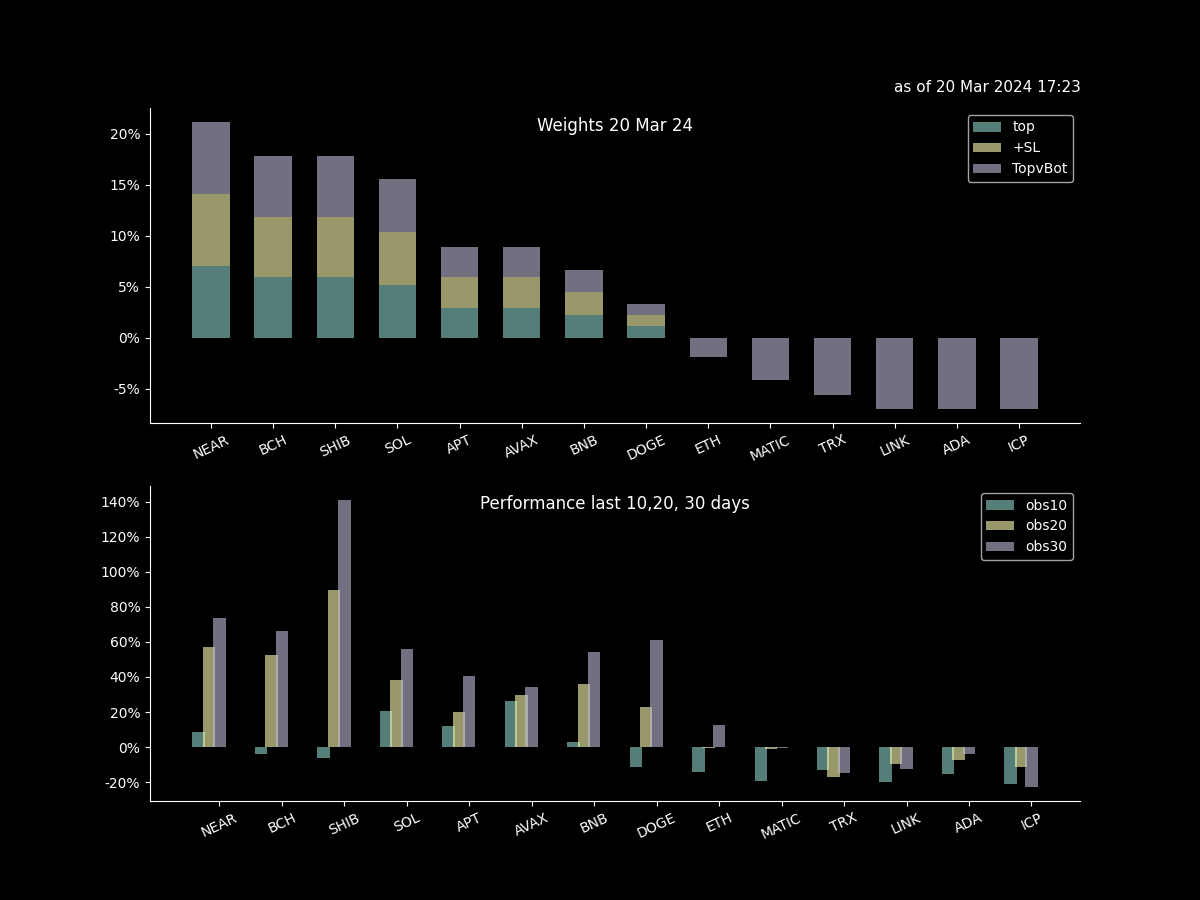 as of 20 Mar 2024 17:23
Weights 20 Mar 24
top
+SL
TopvBot
20%
15%
10%
5%
0%
-5%
NEAR BCH SHIB SOL APT AVAX BNB DOGE ETH MATIC TRX LINK ADA ICP
Performance last 10,20, 30 days
obs10
obs20
obs30
140%
120%
100%
80%
60%
40%
20%
0%
-20%
NEAR BCH SHIB SOL APT AVAX BNB DOGE ETH MATIC TRX LINK ADA ICP